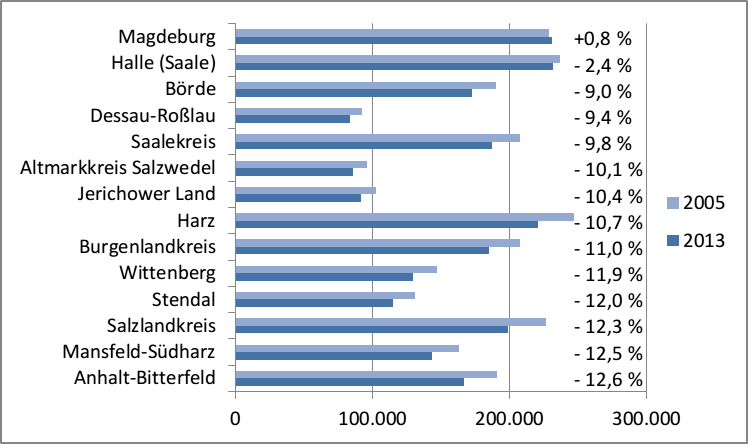 Magdeburg +0,8 %
Halle (Saale) - 2,4 %
Börde - 9,0 %
Dessau-Roßlau - 9,4 %
Saalekreis - 9,8 %
Altmarkkreis Salzwedel - 10,1 %
Jerichower Land - 10,4 %
Harz - 10,7 %
Burgenlandkreis - 11,0 %
Wittenberg - 11,9 %
Stendal - 12,0 %
Salzlandkreis - 12,3 %
Mansfeld-Südharz - 12,5 %
Anhalt-Bitterfeld - 12,6 %
0 100.000 200.000 300.000
2005
2013